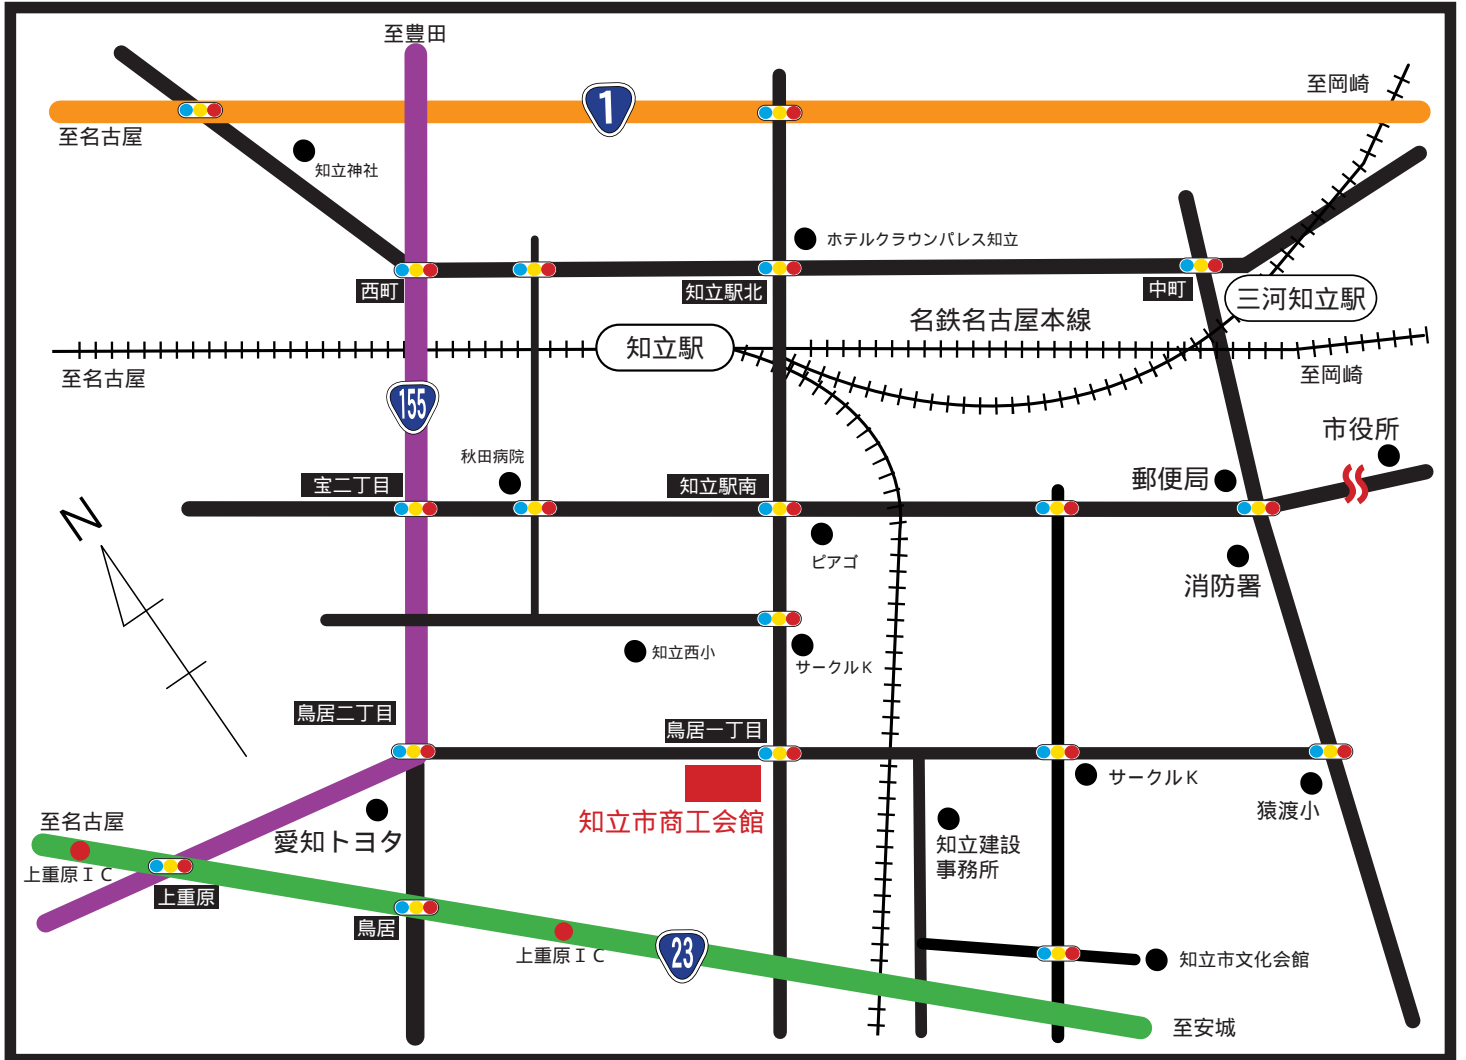 至豊田
至岡崎
1
至名古屋
知立神社
ホテルクラウンパレス知立
西町
知立駅北
中町
三河知立駅
名鉄名古屋本線
知立駅
至名古屋
至岡崎
155
市役所
秋田病院
郵便局
宝二丁目
知立駅南
N
ピアゴ
消防署
知立西小
サークルK
鳥居二丁目
鳥居一丁目
サークルK
猿渡小
至名古屋
知立市商工会館
愛知トヨタ
知立建設
事務所
上重原IC
上重原
鳥居
上重原IC
23
知立市文化会館
至安城